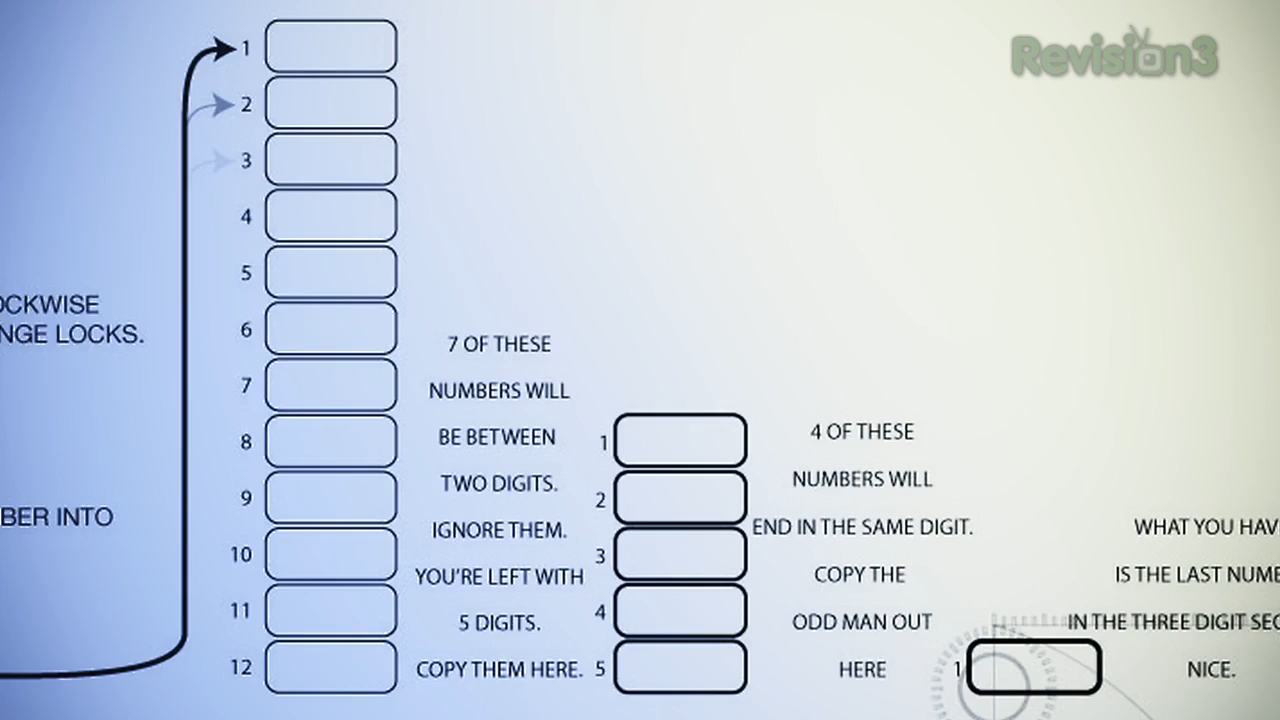 Revision3
1
2
3
4
5
6
7
8
9
10
11
12
OCKWISE
NGE LOCKS.
BER INTO
7 OF THESE
NUMBERS WILL
BE BETWEEN
TWO DIGITS.
IGNORE THEM.
YOU'RE LEFT WITH
5 DIGITS.
COPY THEM HERE.
1
2
3
4
5
4 OF THESE
NUMBERS WILL
END IN THE SAME DIGIT.
COPY THE
ODD MAN OUT
HERE
1
WHAT YOU HAV
IS THE LAST NUME
IN THE THREE DIGIT SEC
NICE.